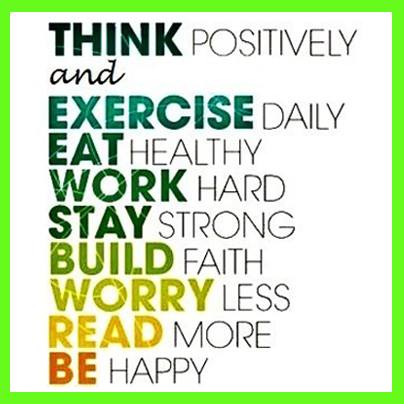 THINK POSITIVELY
and
EXERCISE DAILY
EAT HEALTHY
WORK HARD
STAY STRONG
BUILD FAITH
WORRY LESS
READ MORE
BE HAPPY